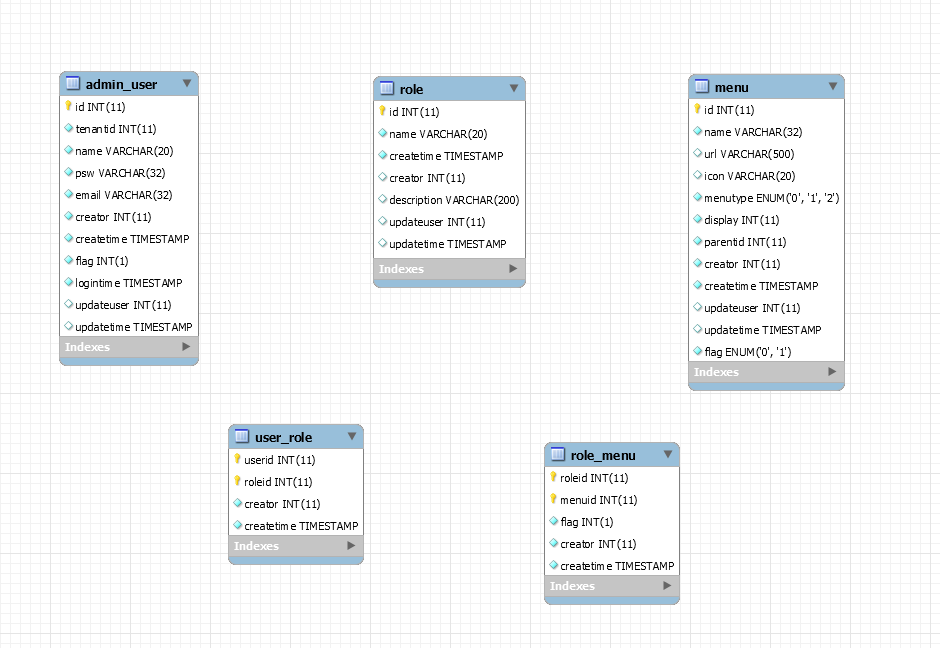 admin_user
id INT(11)
tenantid INT(11)
name VARCHAR(20)
psw VARCHAR(32)
email VARCHAR(32)
creator INT(11)
createtime TIMESTAMP
flag INT(1)
logintime TIMESTAMP
updateuser INT(11)
updatetime TIMESTAMP
Indexes
role
id INT(11)
name VARCHAR(20)
createtime TIMESTAMP
creator INT(11)
description VARCHAR(200)
updateuser INT(11)
updatetime TIMESTAMP
Indexes
menu
id INT(11)
name VARCHAR(32)
url VARCHAR(500)
icon VARCHAR(20)
menutype ENUM('0', '1', '2')
display INT(11)
parentid INT(11)
creator INT(11)
createtime TIMESTAMP
updateuser INT(11)
updatetime TIMESTAMP
flag ENUM('0', '1')
Indexes
user_role
userid INT(11)
roleid INT(11)
creator INT(11)
createtime TIMESTAMP
Indexes
role_menu
roleid INT(11)
menuid INT(11)
flag INT(1)
creator INT(11)
createtime TIMESTAMP
Indexes